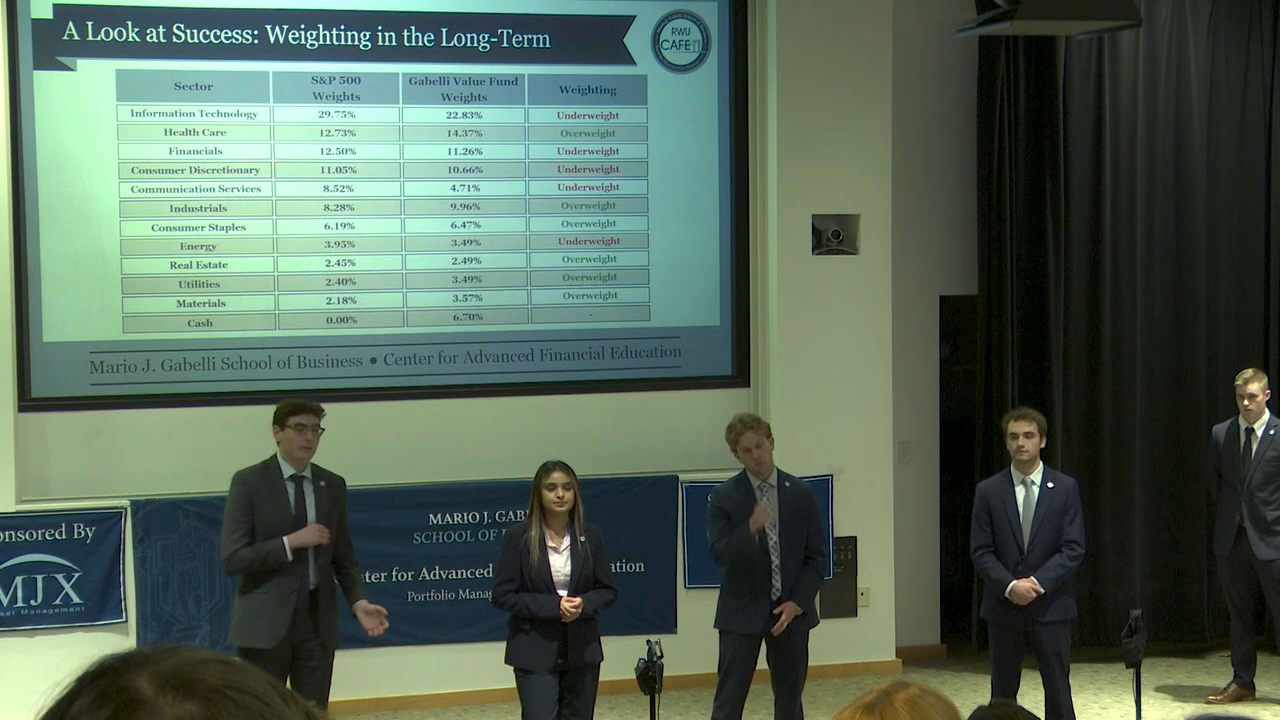 A Look at Success: Weighting in the Long-Term
RWU
CAFE
Sector S&P 500 Weights Gabelli Value Fund Weights Weighting
Information Technology 29.75% 22.83% Underweight
Health Care 12.73% 14.37% Overweight
Financials 12.50% 11.26% Underweight
Consumer Discretionary 11.05% 10.66% Underweight
Communication Services 8.52% 4.71% Underweight
Industrials 8.28% 9.96% Overweight
Consumer Staples 6.19% 6.47% Overweight
Energy 3.95% 3.49% Underweight
Real Estate 2.45% 2.49% Overweight
Utilities 2.40% 3.49% Overweight
Materials 2.18% 3.57% Overweight
Cash 0.00% 6.70% -
Mario J. Gabelli School of Business • Center for Advanced Financial Education
onsored By
MJX
set Management
MARIO J. GABE
SCHOOL OF
ter for Advanced ation
Portfolio Manag